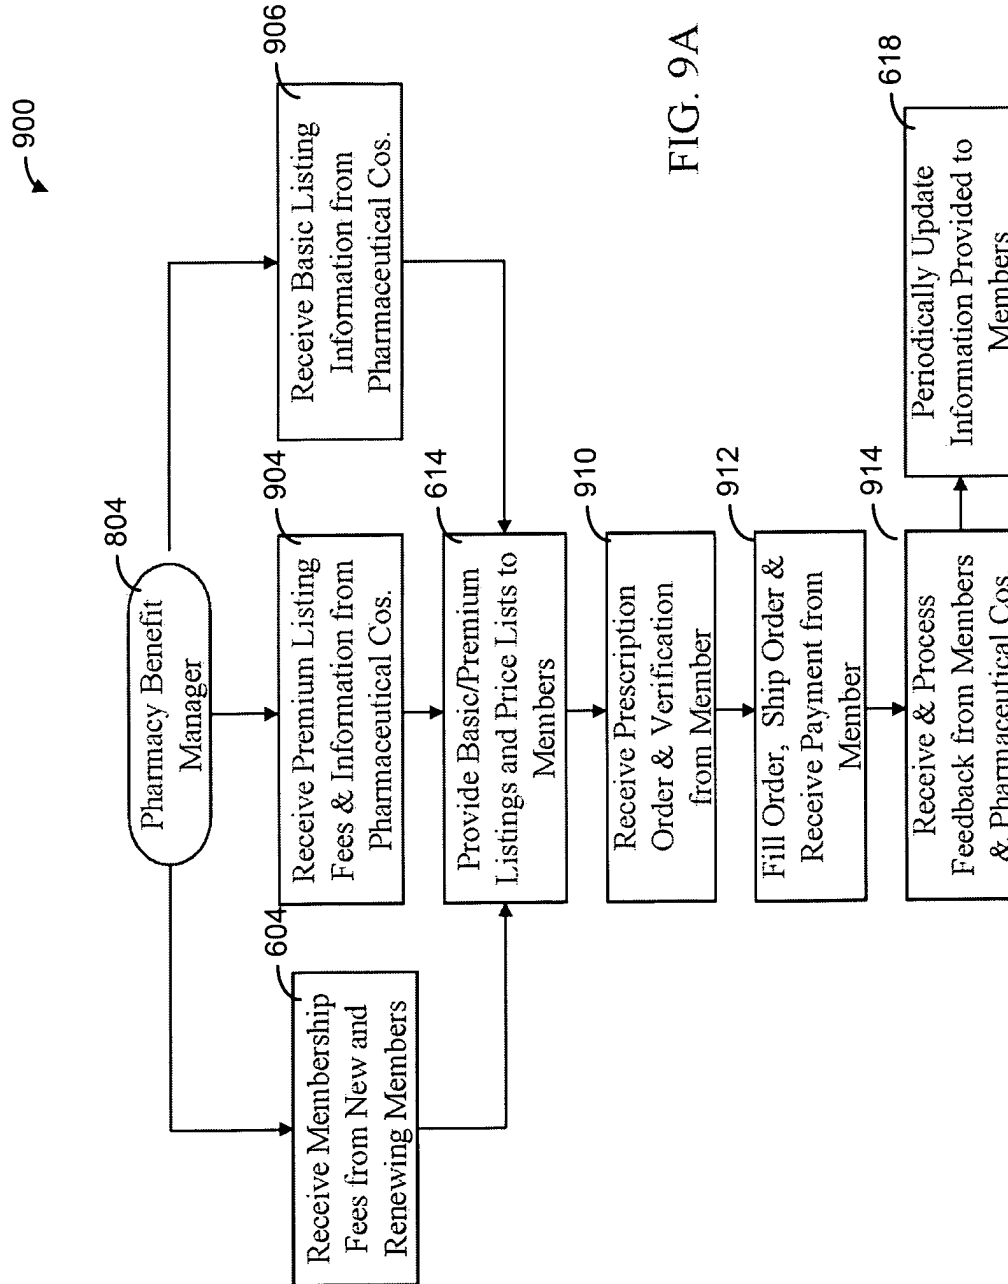 900
804
Pharmacy Benefit
Manager
604
Receive Membership
Fees from New and
Renewing Members
904
Receive Premium Listing
Fees & Information from
Pharmaceutical Cos.
906
Receive Basic Listing
Information from
Pharmaceutical Cos.
614
Provide Basic/Premium
Listings and Price Lists to
Members
910
Receive Prescription
Order & Verification
from Member
912
Fill Order, Ship Order &
Receive Payment from
Member
914
Receive & Process
Feedback from Members
& Pharmaceutical Cos.
618
Periodically Update
Information Provided to
Members
FIG. 9A